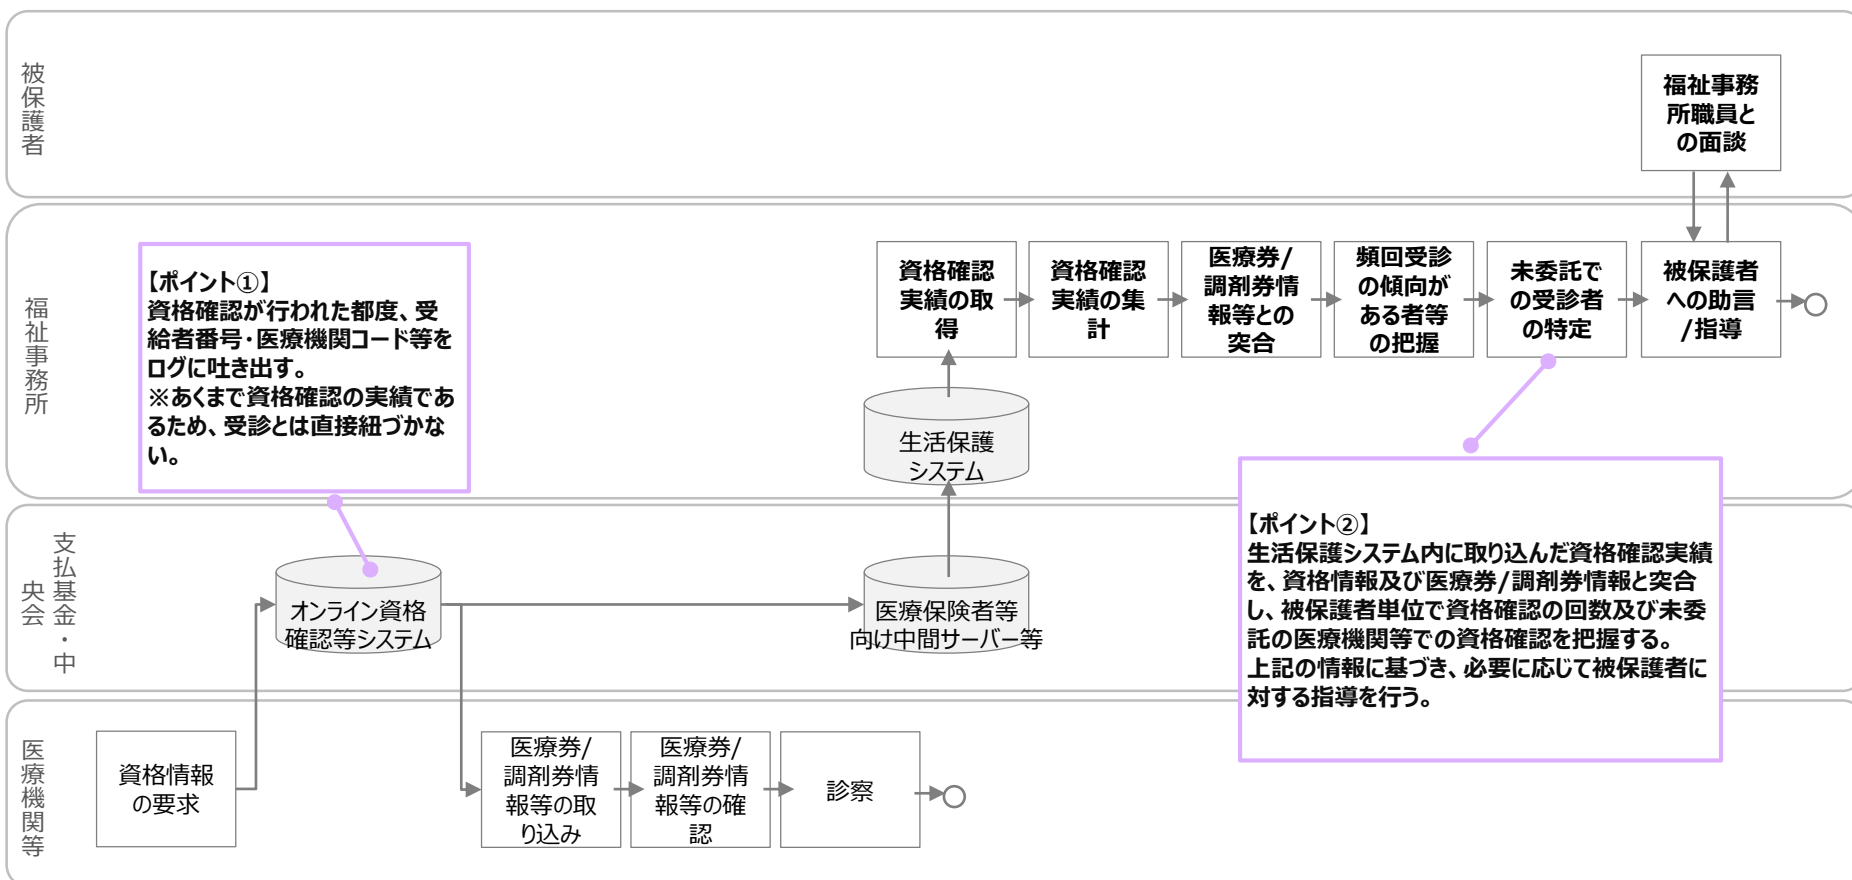 被保護者
福祉事務
所職員と
の面談
福祉事務所
【ポイント①】
資格確認が行われた都度、受
給者番号・医療機関コード等を
ログに吐き出す。
※あくまで資格確認の実績であ
るため、受診とは直接紐づかな
い。
資格確認
実績の取
得
資格確認
実績の集
計
医療券/
調剤券情
報等との
突合
頻回受診
の傾向が
ある者等
の把握
未委託で
の受診者
の特定
被保護者
への助言
/指導
生活保護
システム
支払基金・中
央会
オンライン資格
確認等システム
医療保険者等
向け中間サーバー等
【ポイント②】
生活保護システム内に取り込んだ資格確認実績
を、資格情報及び医療券/調剤券情報と突合
し、被保護者単位で資格確認の回数及び未委
託の医療機関等での資格確認を把握する。
上記の情報に基づき、必要に応じて被保護者に
対する指導を行う。
医療機関等
資格情報
の要求
医療券/
調剤券情
報等の取
り込み
医療券/
調剤券情
報等の確
認
診察